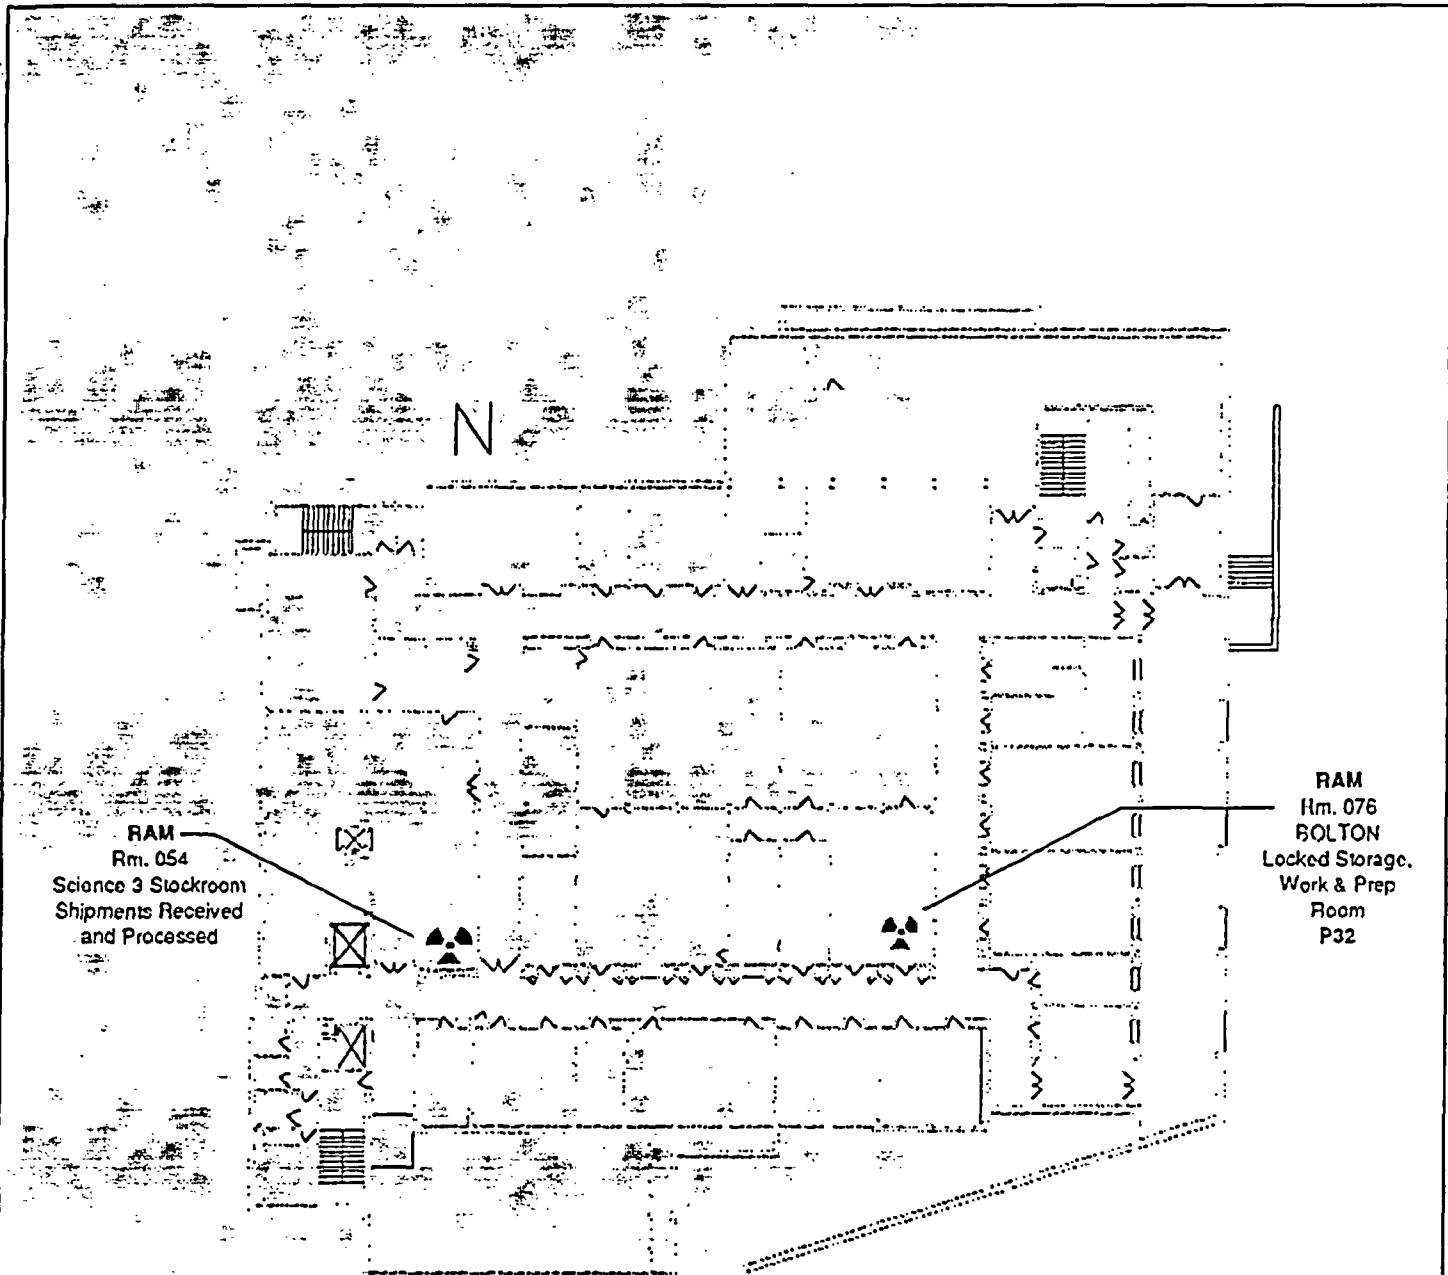 N
RAM
Rm. 054
Science 3 Stockroom
Shipments Received
and Processed
RAM
Rm. 076
BOLTON
Locked Storage,
Work & Prep
Room
P32